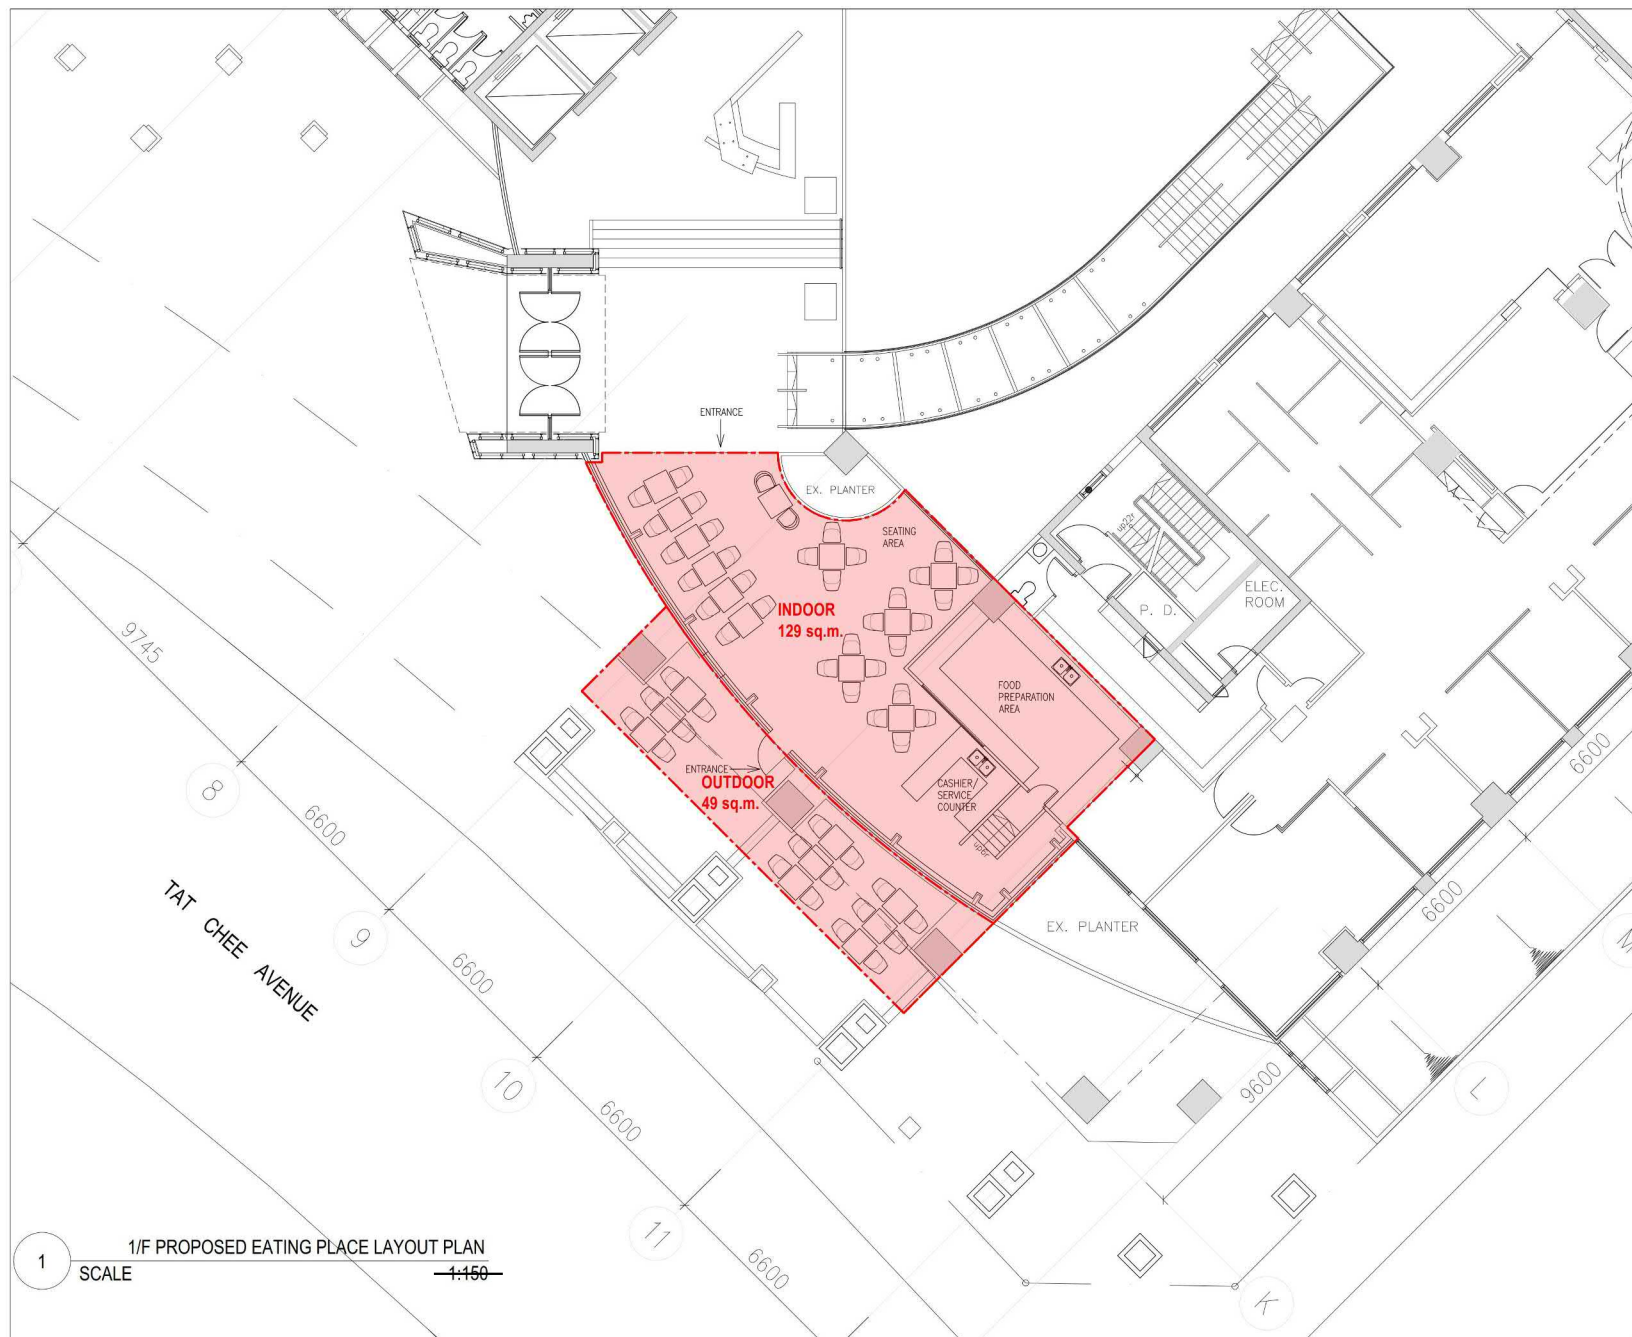 ENTRANCE
EX. PLANTER
SEATING
AREA
up22r
ELEC.
ROOM
P. D.
INDOOR
129 sq.m.
FOOD
PREPARATION
AREA
ENTRANCE
OUTDOOR
49 sq.m.
CASHIER/
SERVICE
COUNTER
up6r
EX. PLANTER
9745
8
6600
9
6600
10
6600
11
6600
TAT CHEE AVENUE
6600
6600
9600
M
L
K
1
1/F PROPOSED EATING PLACE LAYOUT PLAN
SCALE
1:150